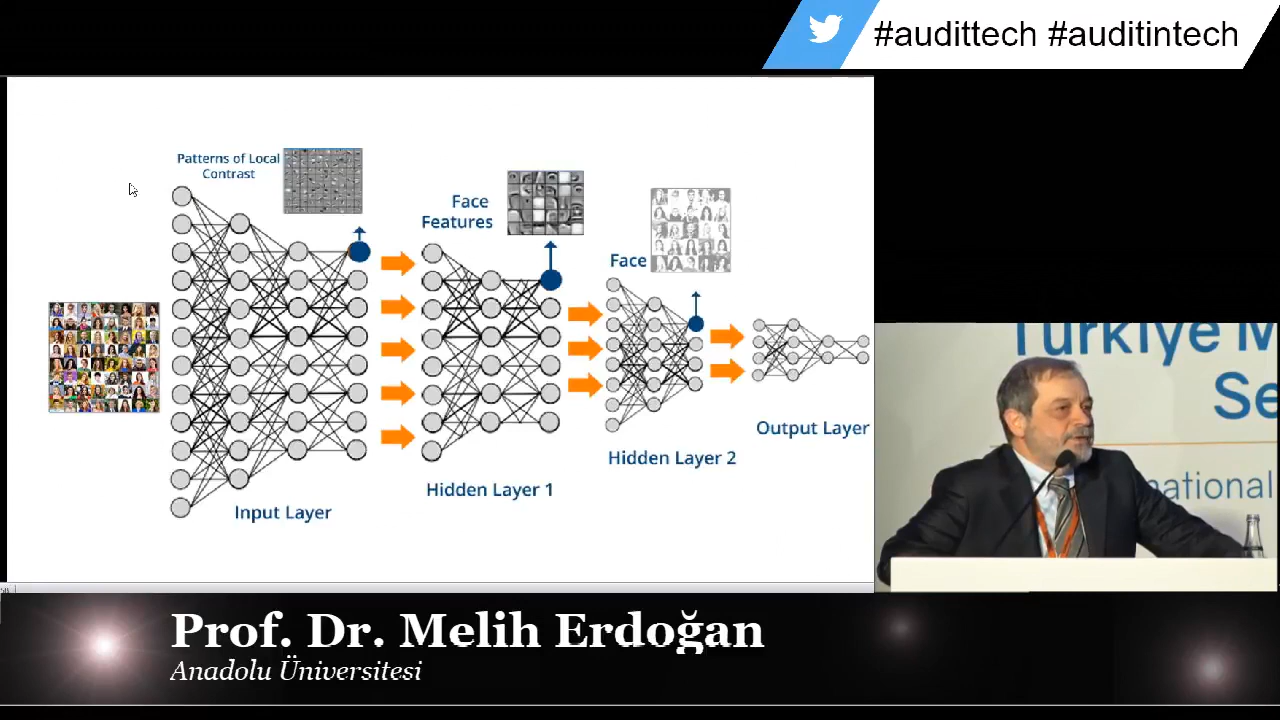 #audittech #auditintech
Patterns of Local
Contrast
Face
Features
Face
Input Layer
Hidden Layer 1
Hidden Layer 2
Output Layer
Türkiye M
Se
national
Prof. Dr. Melih Erdoğan
Anadolu Üniversitesi